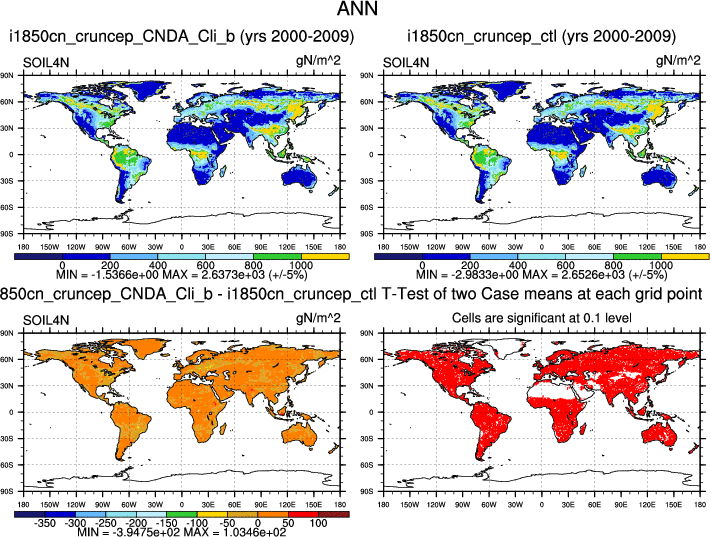 ANN
i1850cn_cruncep_CNDA_Cli_b (yrs 2000-2009)
i1850cn_cruncep_ctl (yrs 2000-2009)
SOIL4N gN/m^2
SOIL4N gN/m^2
90N 60N 30N 0 30S 60S 90S
180 150W 120W 90W 60W 30W 0 30E 60E 90E 120E 150E 180
90N 60N 30N 0 30S 60S 90S
180 150W 120W 90W 60W 30W 0 30E 60E 90E 120E 150E 180
0 200 400 600 800 1000
MIN = -1.5366e+00 MAX = 2.6373e+03 (+/-5%)
0 200 400 600 800 1000
MIN = -2.9833e+00 MAX = 2.6526e+03 (+/-5%)
850cn_cruncep_CNDA_Cli_b - i1850cn_cruncep_ctl T-Test of two Case means at each grid point
SOIL4N gN/m^2
Cells are significant at 0.1 level
90N 60N 30N 0 30S 60S 90S
180 150W 120W 90W 60W 30W 0 30E 60E 90E 120E 150E 180
90N 60N 30N 0 30S 60S 90S
180 150W 120W 90W 60W 30W 0 30E 60E 90E 120E 150E 180
-350 -300 -250 -200 -150 -100 -50 0 50 100
MIN = -3.9475e+02 MAX = 1.0346e+02